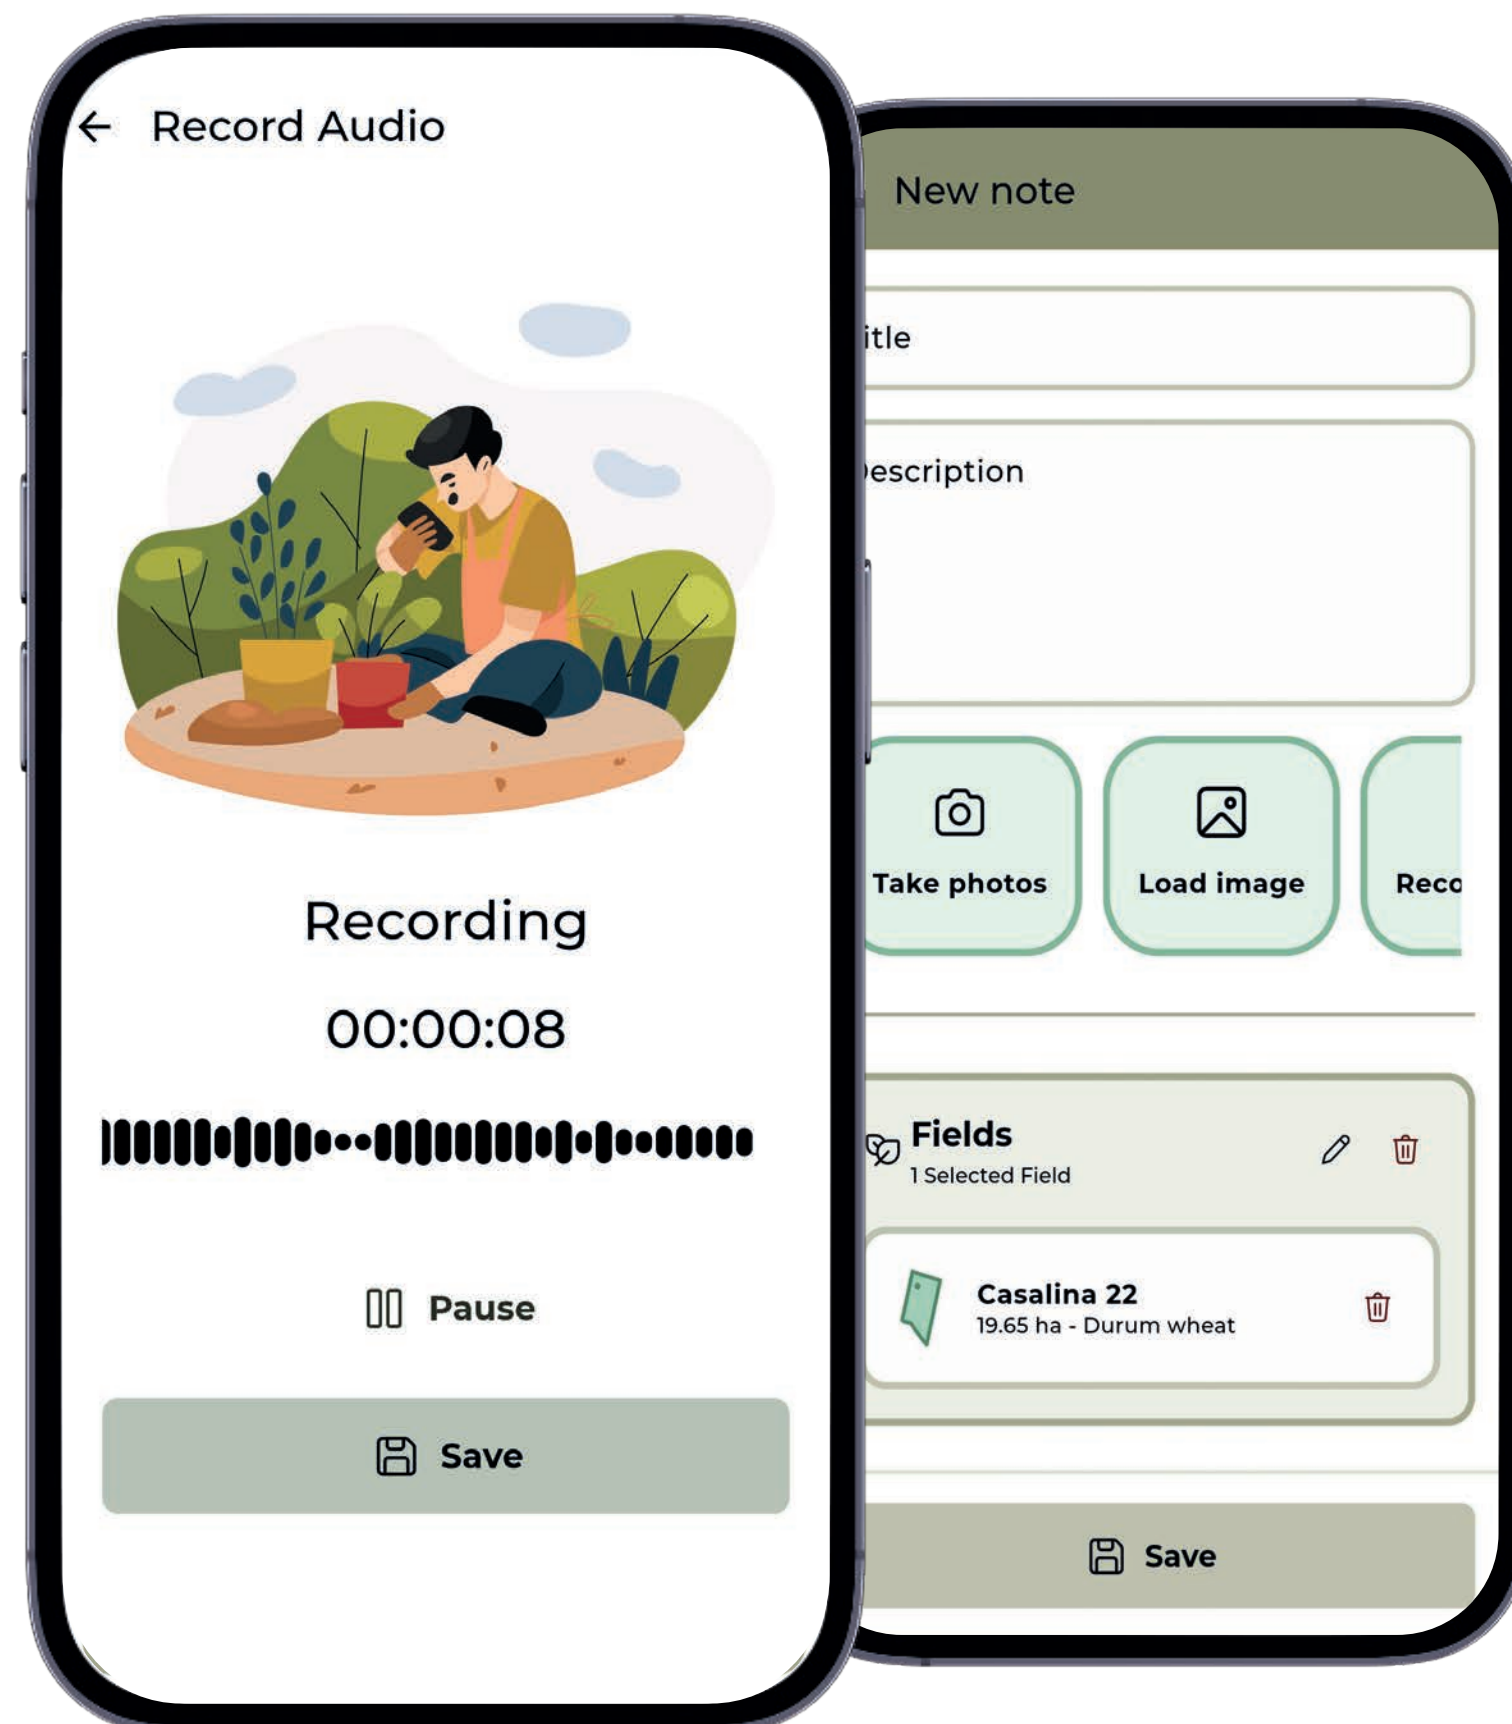 Record Audio
Recording
00:00:08
Pause
Save
New note
itle
escription
Take photos
Load image
Reco
Fields
1 Selected Field
Casalina 22
19.65 ha - Durum wheat
Save